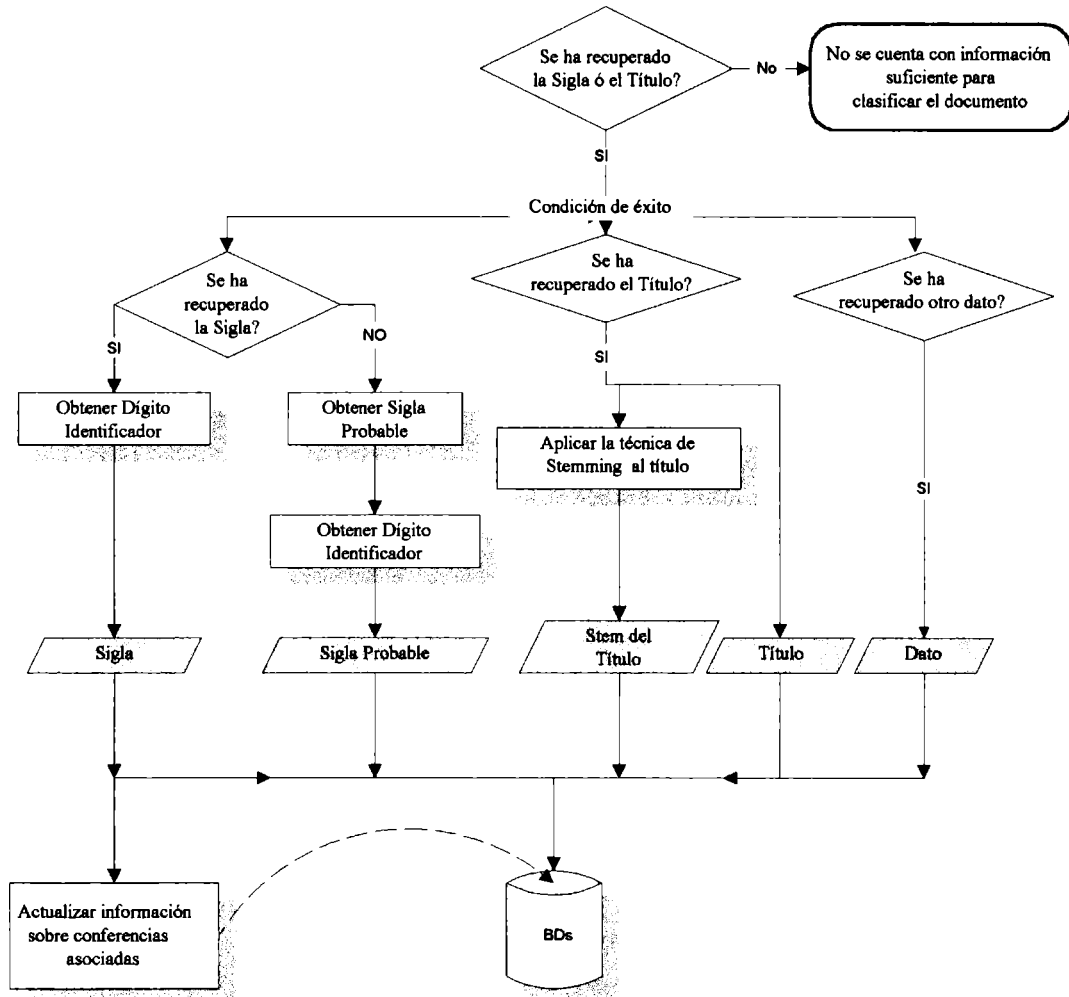 Se ha recuperado
la Sigla ó el Título?
No
No se cuenta con información
suficiente para
clasificar el documento
SI
Condición de éxito
Se ha
recuperado
la Sigla?
Se ha
recuperado el Título?
Se ha
recuperado otro dato?
SI
NO
SI
SI
Obtener Dígito
Identificador
Obtener Sigla
Probable
Aplicar la técnica de
Stemming al título
Obtener Dígito
Identificador
Sigla
Sigla Probable
Stem del
Título
Título
Dato
Actualizar información
sobre conferencias
asociadas
BDs